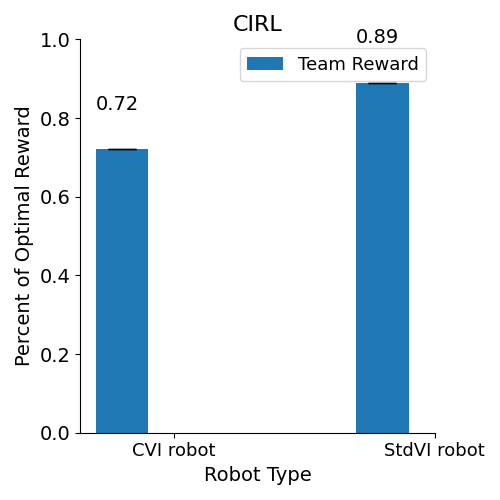 CIRL
Percent of Optimal Reward
1.0
0.8
0.6
0.4
0.2
0.0
0.72
0.89
Team Reward
CVI robot
StdVI robot
Robot Type